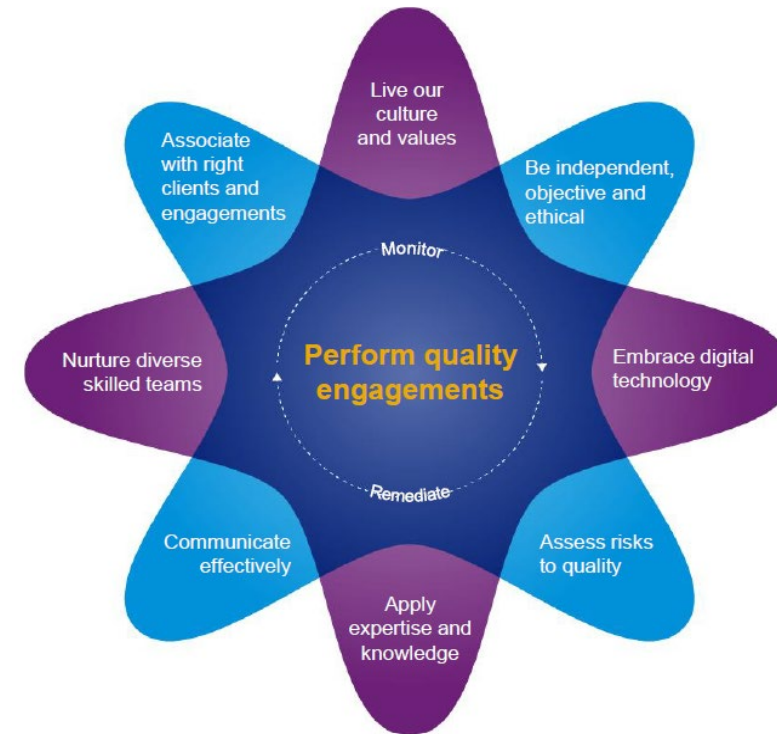 Live our
culture
and values
Be independent,
objective and
ethical
Embrace digital
technology
Assess risks
to quality
Apply
expertise and
knowledge
Communicate
effectively
Nurture diverse
skilled teams
Associate
with right
clients and
engagements
Monitor
Perform quality
engagements
Remediate